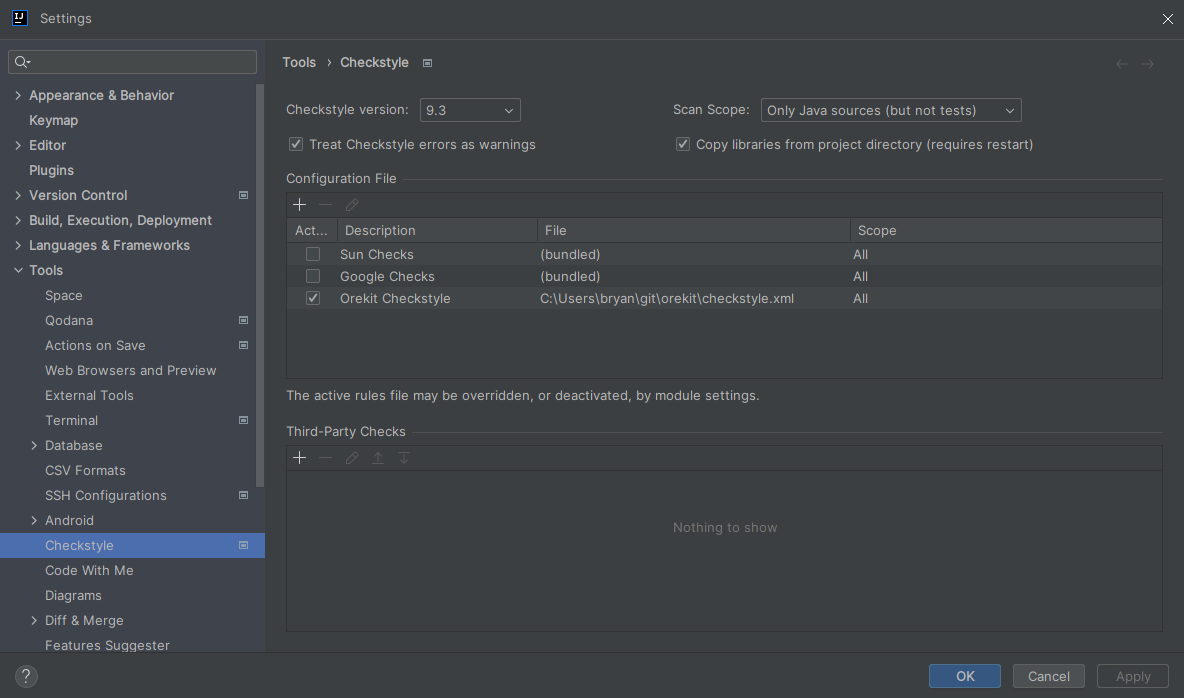 Settings
Appearance & Behavior
Keymap
Editor
Plugins
Version Control
Build, Execution, Deployment
Languages & Frameworks
Tools
Space
Qodana
Actions on Save
Web Browsers and Preview
External Tools
Terminal
Database
CSV Formats
SSH Configurations
Android
Checkstyle
Code With Me
Diagrams
Diff & Merge
Features Suggester
Tools › Checkstyle
Checkstyle version: 9.3 Scan Scope: Only Java sources (but not tests)
Treat Checkstyle errors as warnings Copy libraries from project directory (requires restart)
Configuration File
Act... Description File Scope
Sun Checks (bundled) All
Google Checks (bundled) All
Orekit Checkstyle C:\Users\bryan\git\orekit\checkstyle.xml All
The active rules file may be overridden, or deactivated, by module settings.
Third-Party Checks
Nothing to show
? OK Cancel Apply